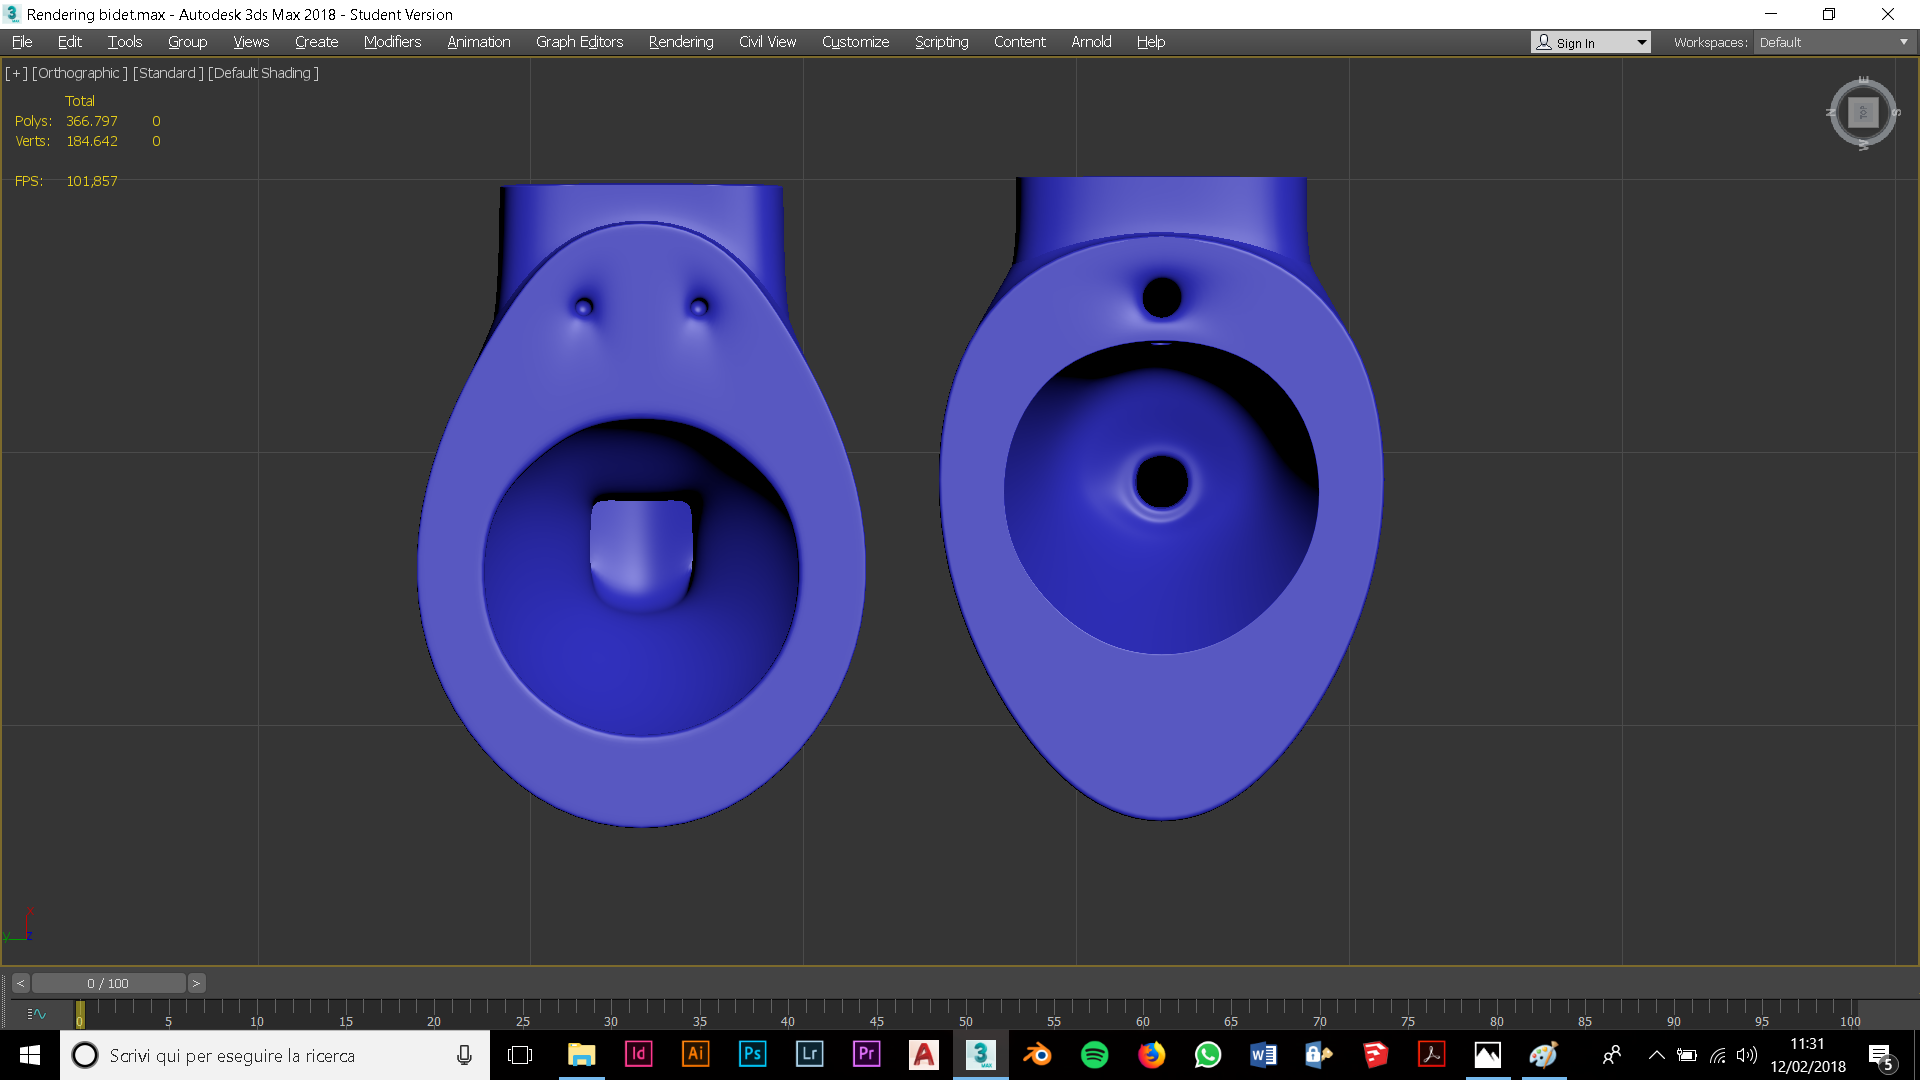 Rendering bidet.max - Autodesk 3ds Max 2018 - Student Version
File Edit Tools Group Views Create Modifiers Animation Graph Editors Rendering Civil View Customize Scripting Content Arnold Help Sign In Workspaces: Default
[+] [Orthographic] [Standard] [Default Shading]
Total
Polys: 366.797 0
Verts: 184.642 0
FPS: 101,857
E
N TOP S
W
x
y z
< 0 / 100 >
0 5 10 15 20 25 30 35 40 45 50 55 60 65 70 75 80 85 90 95 100
Scrivi qui per eseguire la ricerca
Id Ai Ps Lr Pr A 3 MAX W
11:31
12/02/2018
5